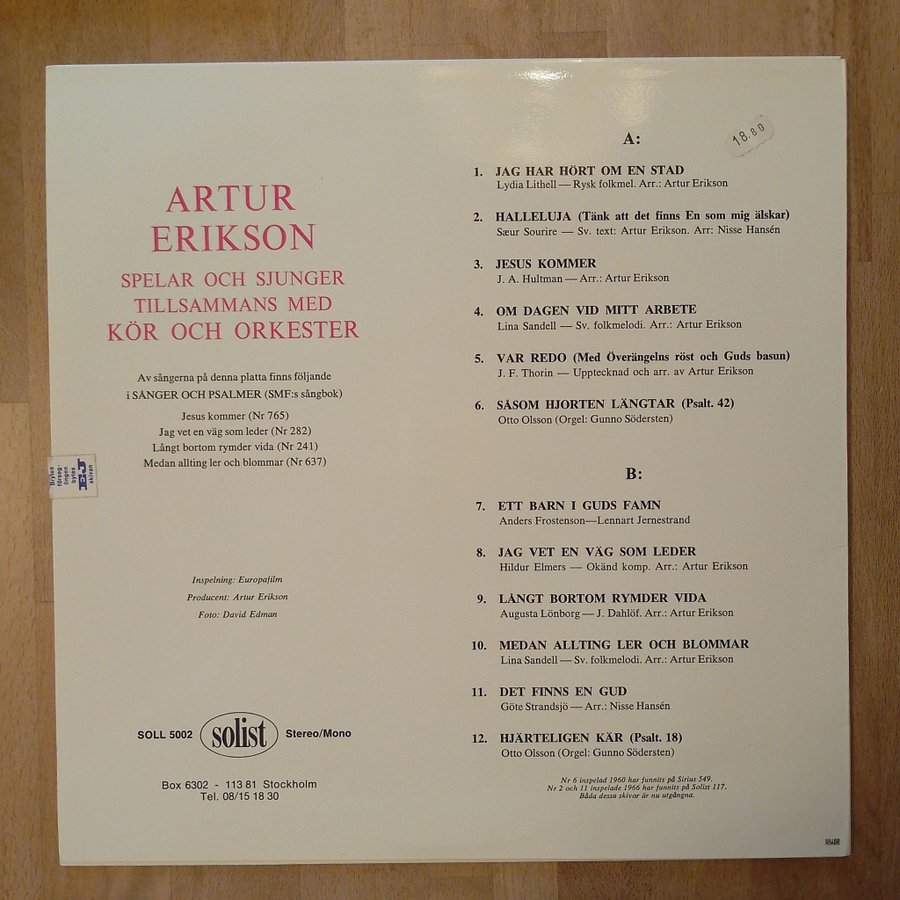 ARTUR
ERIKSON
SPELAR OCH SJUNGER
TILLSAMMANS MED
KÖR OCH ORKESTER
Av sångerna på denna platta finns följande
i SÅNGER OCH PSALMER (SMF:s sångbok)
Jesus kommer (Nr 765)
Jag vet en väg som leder (Nr 282)
Långt bortom rymder vida (Nr 241)
Medan allting ler och blommar (Nr 637)
Brytes
förseg-
lingen
bytes
EJ
skivan
Inspelning: Europafilm
Producent: Artur Erikson
Foto: David Edman
SOLL 5002 solist Stereo/Mono
Box 6302 - 113 81 Stockholm
Tel. 08/15 18 30
18.80
A:
1. JAG HAR HÖRT OM EN STAD
Lydia Lithell — Rysk folkmel. Arr.: Artur Erikson
2. HALLELUJA (Tänk att det finns En som mig älskar)
Sæur Sourire — Sv. text: Artur Erikson. Arr: Nisse Hansén
3. JESUS KOMMER
J. A. Hultman — Arr.: Artur Erikson
4. OM DAGEN VID MITT ARBETE
Lina Sandell — Sv. folkmelodi. Arr.: Artur Erikson
5. VAR REDO (Med Överängelns röst och Guds basun)
J. F. Thorin — Upptecknad och arr. av Artur Erikson
6. SÅSOM HJORTEN LÄNGTAR (Psalt. 42)
Otto Olsson (Orgel: Gunno Södersten)
B:
7. ETT BARN I GUDS FAMN
Anders Frostenson—Lennart Jernestrand
8. JAG VET EN VÄG SOM LEDER
Hildur Elmers — Okänd komp. Arr.: Artur Erikson
9. LÅNGT BORTOM RYMDER VIDA
Augusta Lönborg — J. Dahlöf. Arr.: Artur Erikson
10. MEDAN ALLTING LER OCH BLOMMAR
Lina Sandell — Sv. folkmelodi. Arr.: Artur Erikson
11. DET FINNS EN GUD
Göte Strandsjö — Arr.: Nisse Hansén
12. HJÄRTELIGEN KÄR (Psalt. 18)
Otto Olsson (Orgel: Gunno Södersten)
Nr 6 inspelad 1960 har funnits på Sirius 549.
Nr 2 och 11 inspelade 1966 har funnits på Solist 117.
Båda dessa skivor är nu utgångna.